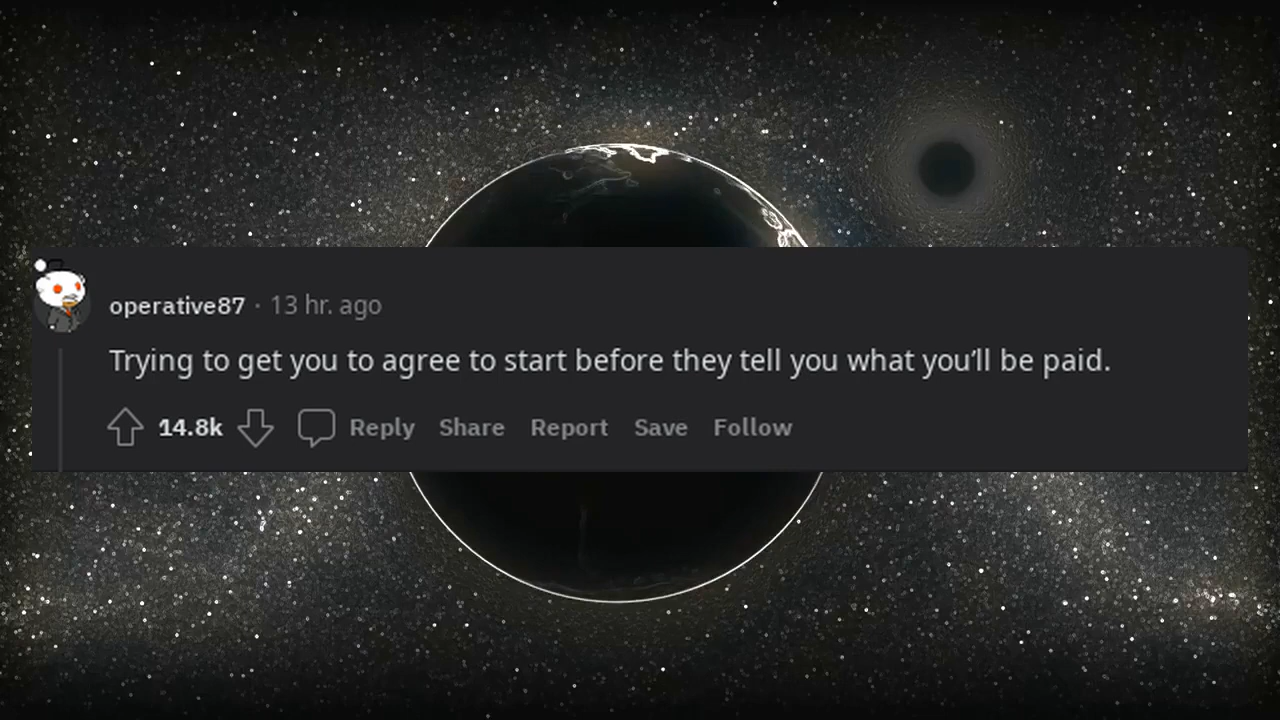 operative87 · 13 hr. ago
Trying to get you to agree to start before they tell you what you’ll be paid.
14.8k Reply Share Report Save Follow